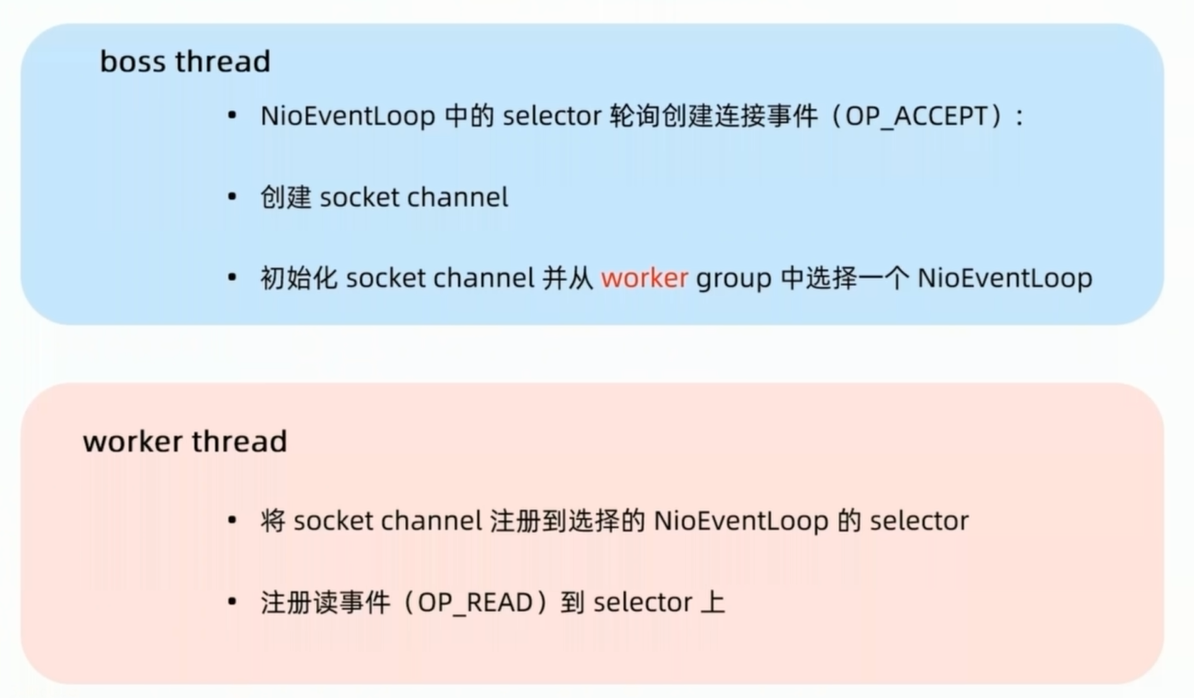 boss thread
• NioEventLoop 中的 selector 轮询创建连接事件（OP_ACCEPT）:
• 创建 socket channel
• 初始化 socket channel 并从 worker group 中选择一个 NioEventLoop
worker thread
• 将 socket channel 注册到选择的 NioEventLoop 的 selector
• 注册读事件（OP_READ）到 selector 上